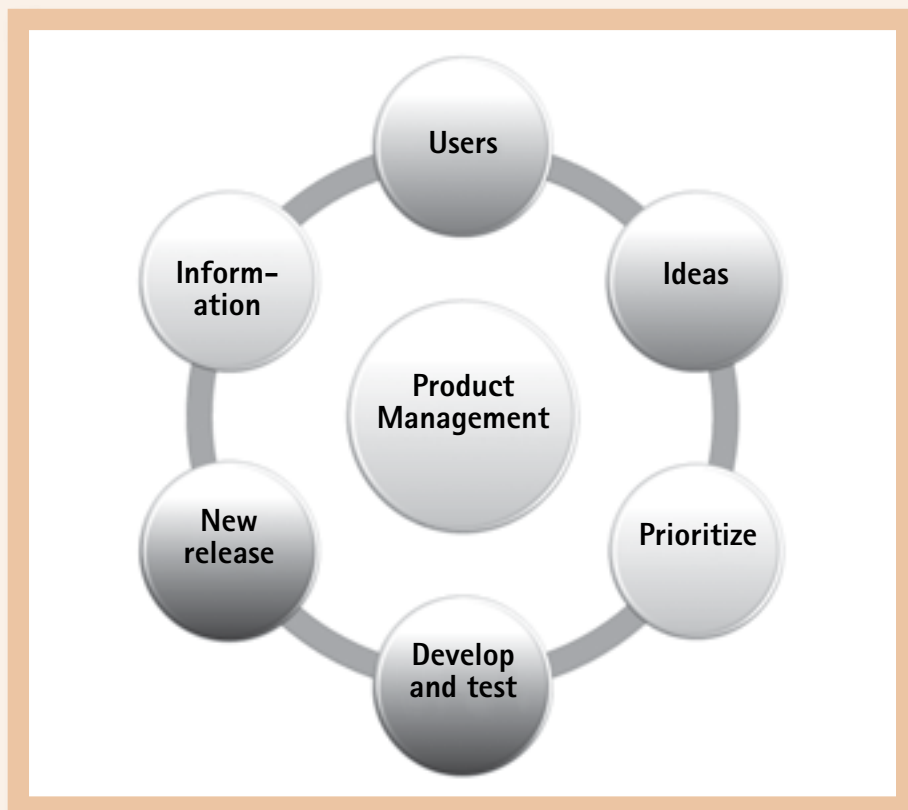 Users
Ideas
Inform-
ation
Product
Management
New
release
Prioritize
Develop
and test